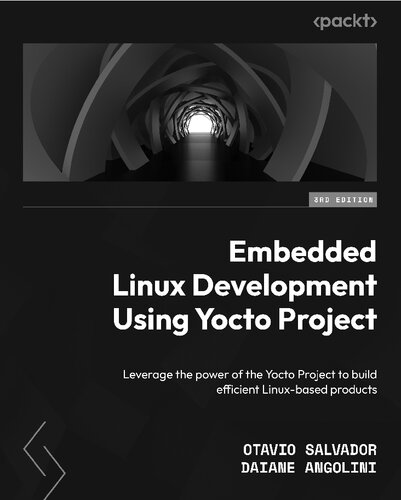 <packt>
3RD EDITION
Embedded
Linux Development
Using Yocto Project
Leverage the power of the Yocto Project to build
efficient Linux-based products
OTAVIO SALVADOR
DAIANE ANGOLINI